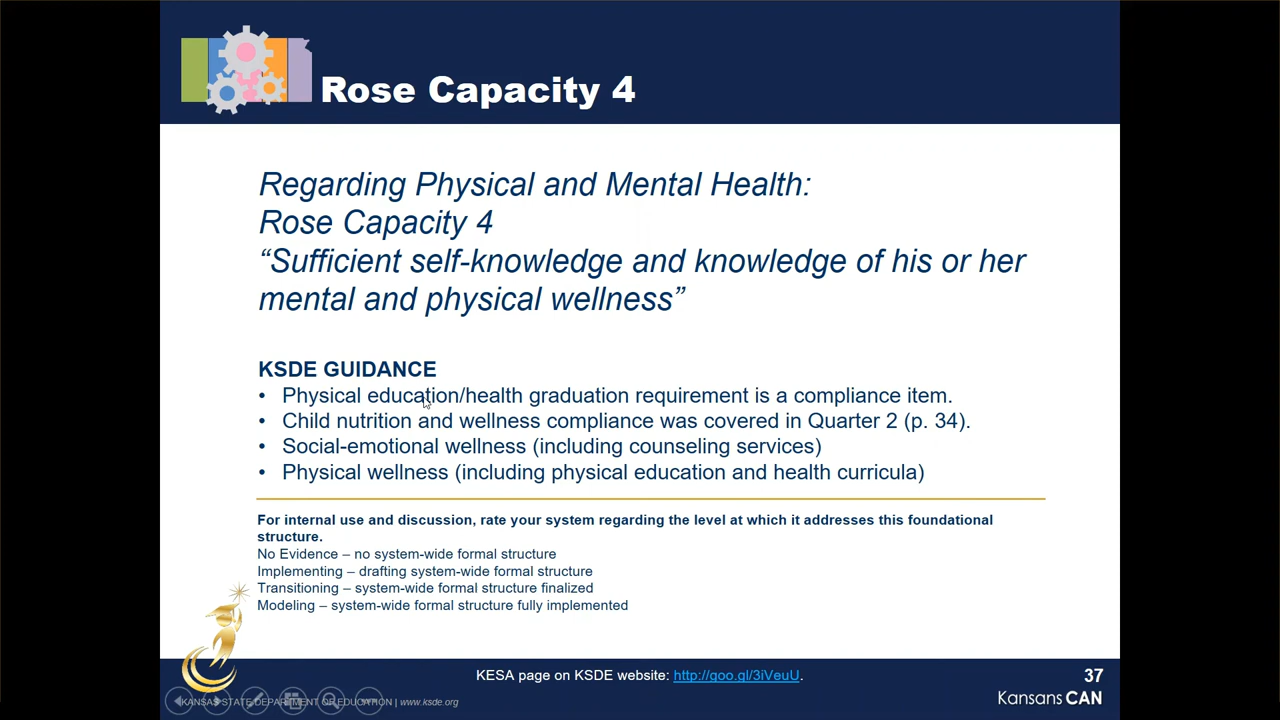 Rose Capacity 4
Regarding Physical and Mental Health:
Rose Capacity 4
“Sufficient self-knowledge and knowledge of his or her
mental and physical wellness”
KSDE GUIDANCE
• Physical education/health graduation requirement is a compliance item.
• Child nutrition and wellness compliance was covered in Quarter 2 (p. 34).
• Social-emotional wellness (including counseling services)
• Physical wellness (including physical education and health curricula)
For internal use and discussion, rate your system regarding the level at which it addresses this foundational
structure.
No Evidence – no system-wide formal structure
Implementing – drafting system-wide formal structure
Transitioning – system-wide formal structure finalized
Modeling – system-wide formal structure fully implemented
KESA page on KSDE website: http://goo.gl/3iVeuU.
37
KansansCAN
KANSAS STATE DEPARTMENT OF EDUCATION | www.ksde.org